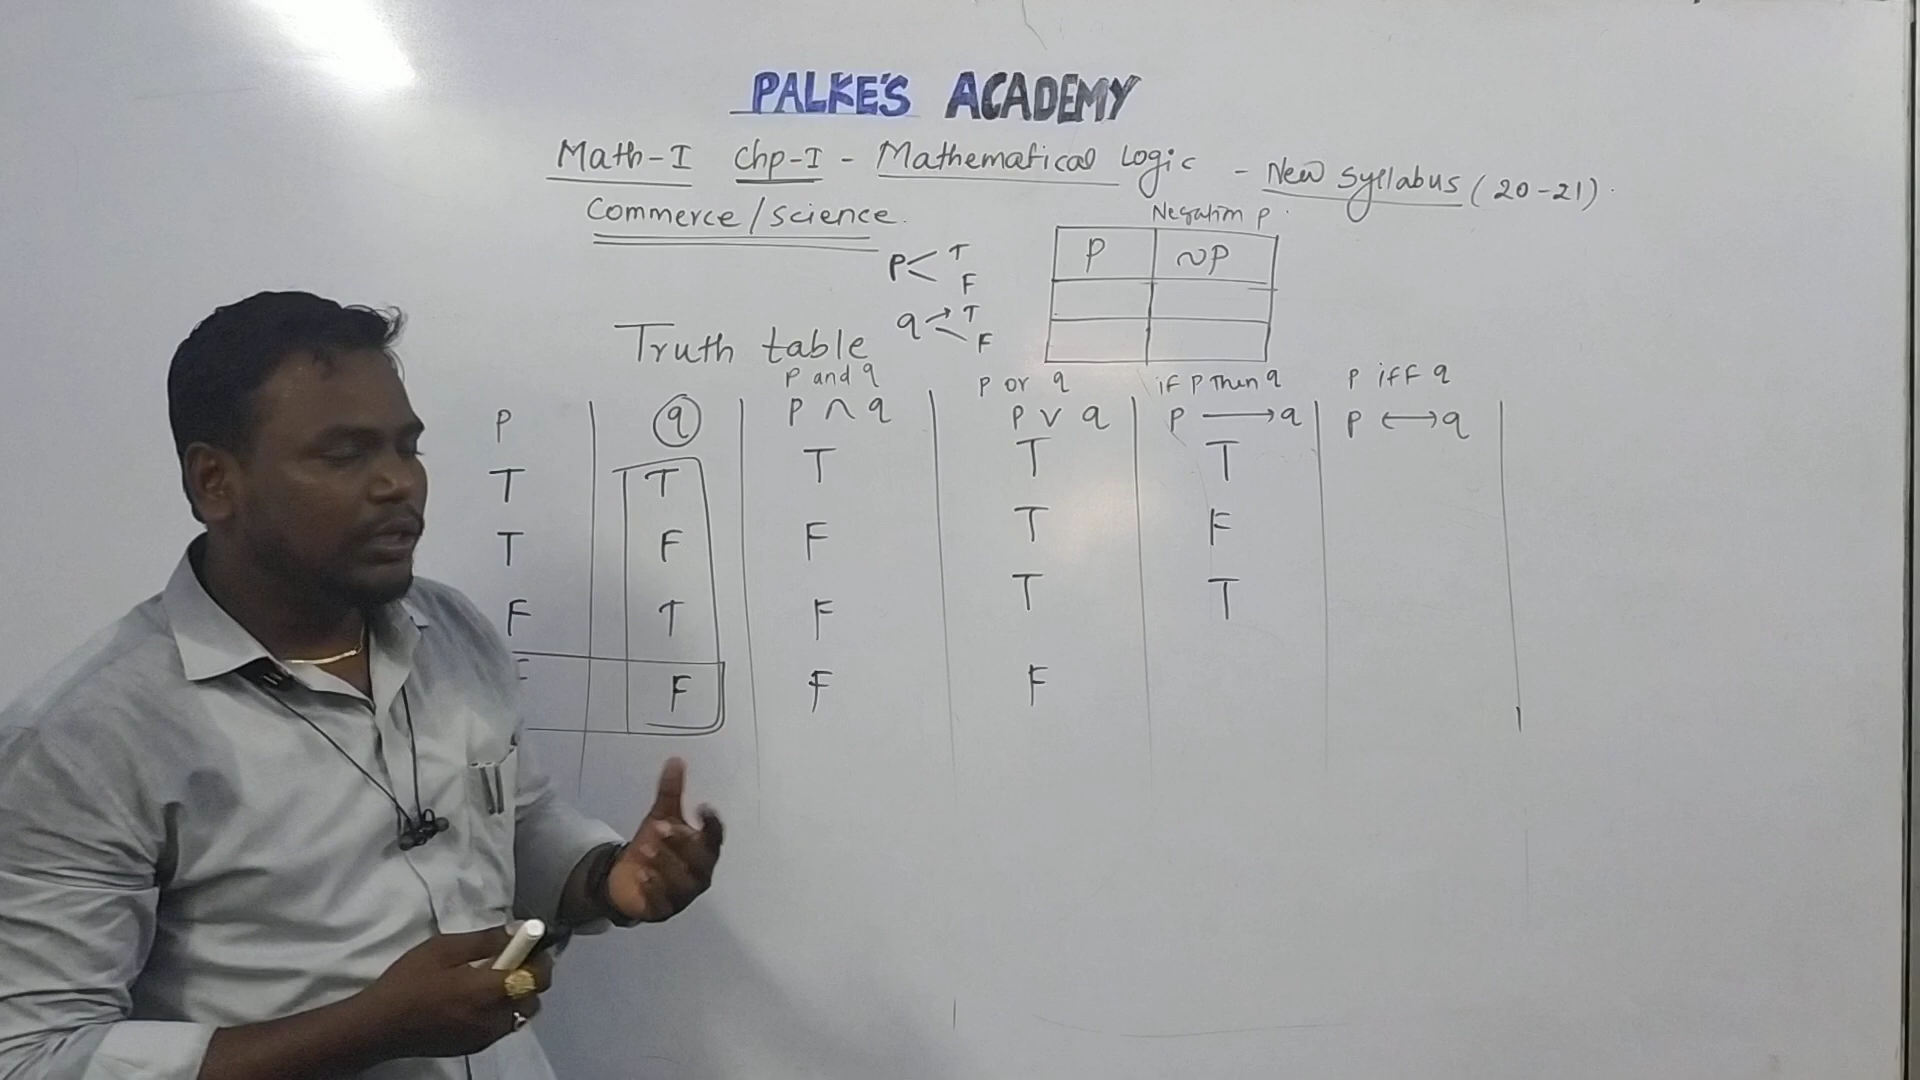 PALKE'S ACADEMY
Math-I Chp-I - Mathematical Logic - New Syllabus (20-21).
Commerce/Science.
Negation p.
P < T
F
P ~P
q → T
F
Truth table
P and q P or q if P Then q P iff q
P q P ∧ q P ∨ q P ⟶ q P ⟷ q
T T T T T
T F F T F
F T F T T
F F F F